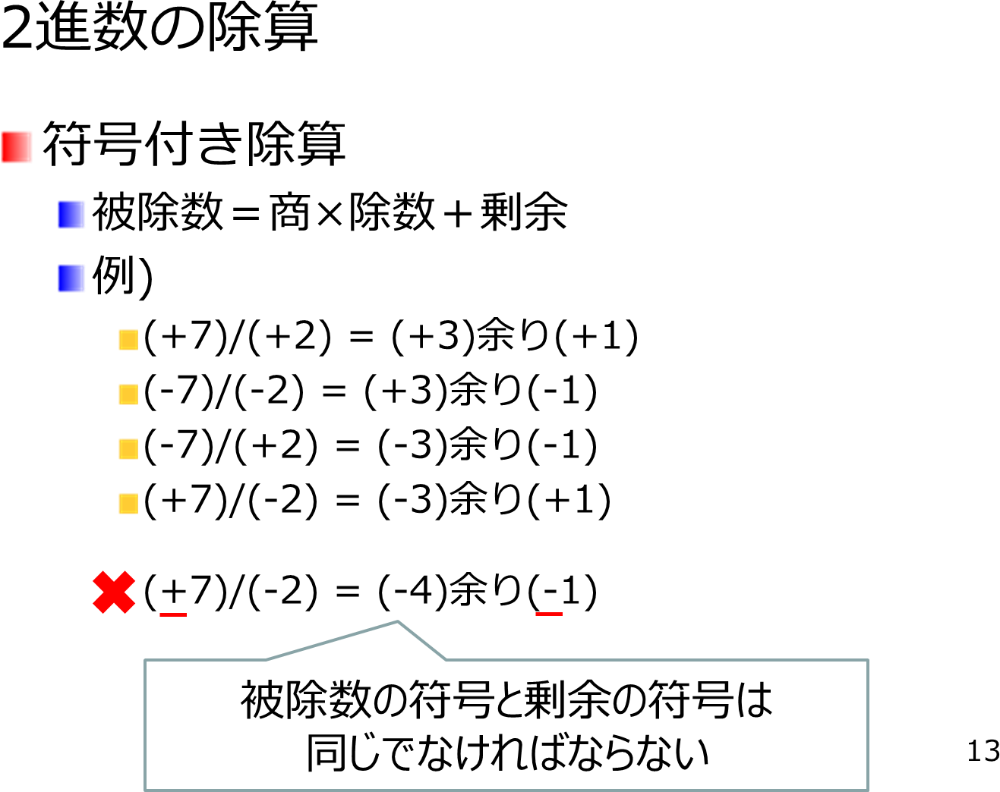 2進数の除算
符号付き除算
被除数＝商×除数＋剰余
例)
(+7)/(+2) = (+3)余り(+1)
(-7)/(-2) = (+3)余り(-1)
(-7)/(+2) = (-3)余り(-1)
(+7)/(-2) = (-3)余り(+1)
(+7)/(-2) = (-4)余り(-1)
被除数の符号と剰余の符号は
同じでなければならない
13